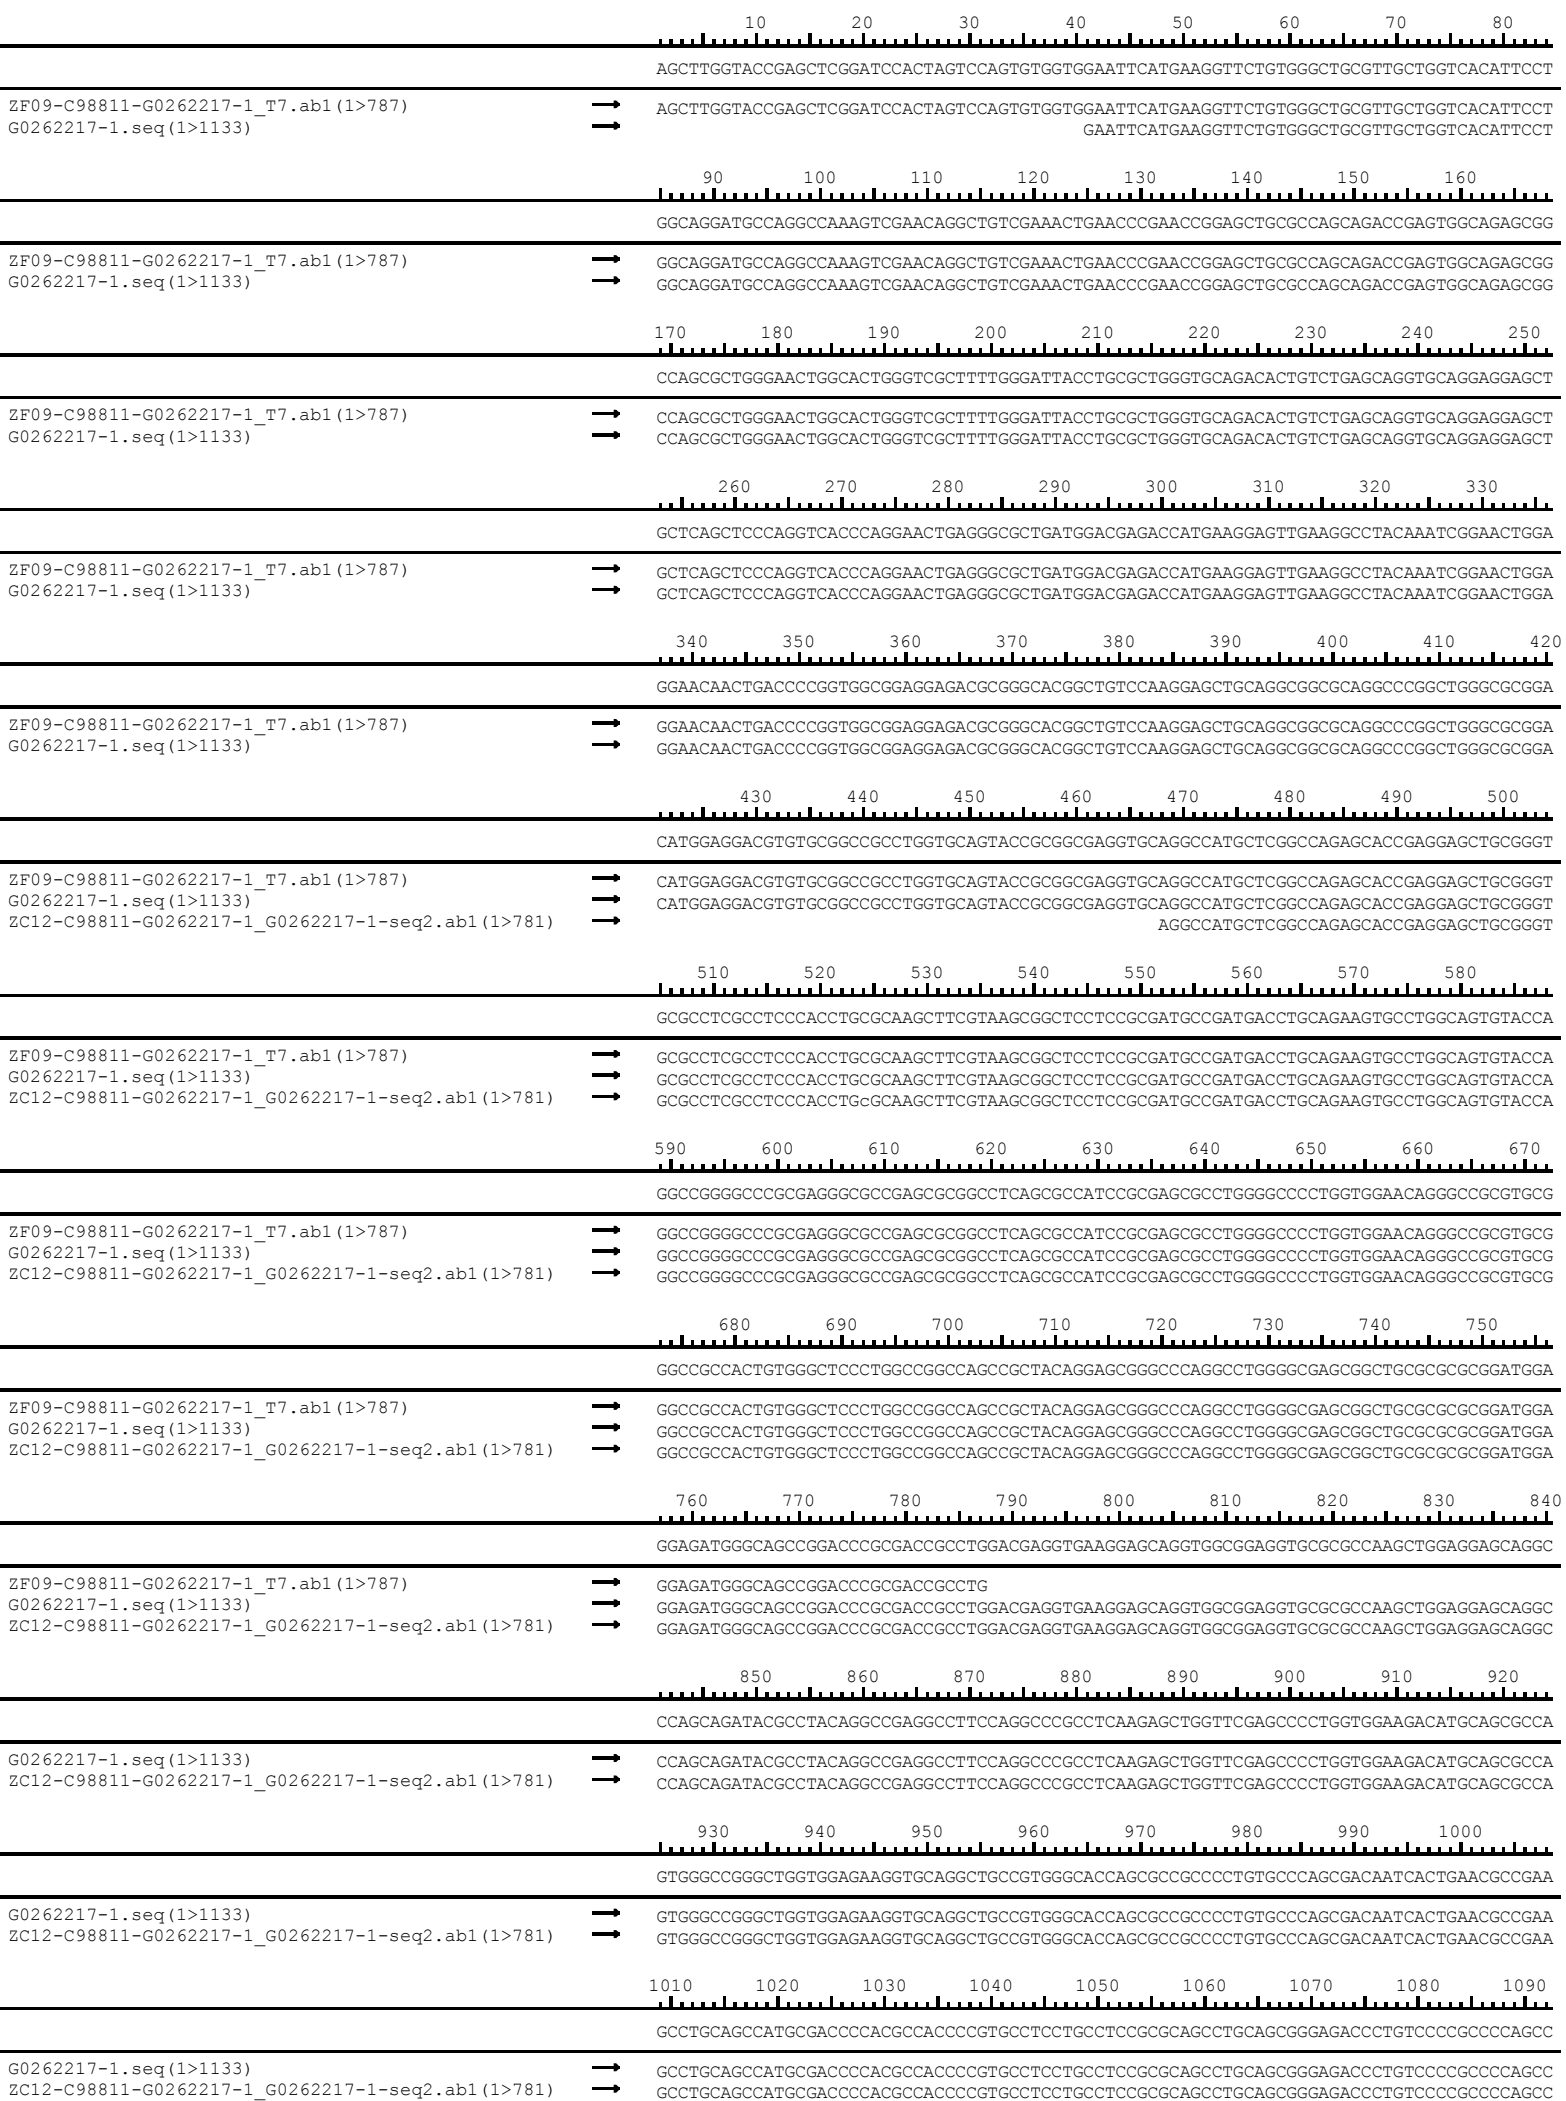 10 20 30 40 50 60 70 80
AGCTTGGTACCGAGCTCGGATCCACTAGTCCAGTGTGGTGGAATTCATGAAGGTTCTGTGGGCTGCGTTGCTGGTCACATTCCT
ZF09-C98811-G0262217-1_T7.ab1(1>787) → AGCTTGGTACCGAGCTCGGATCCACTAGTCCAGTGTGGTGGAATTCATGAAGGTTCTGTGGGCTGCGTTGCTGGTCACATTCCT
G0262217-1.seq(1>1133) → GAATTCATGAAGGTTCTGTGGGCTGCGTTGCTGGTCACATTCCT
90 100 110 120 130 140 150 160
GGCAGGATGCCAGGCCAAAGTCGAACAGGCTGTCGAAACTGAACCCGAACCGGAGCTGCGCCAGCAGACCGAGTGGCAGAGCGG
ZF09-C98811-G0262217-1_T7.ab1(1>787) → GGCAGGATGCCAGGCCAAAGTCGAACAGGCTGTCGAAACTGAACCCGAACCGGAGCTGCGCCAGCAGACCGAGTGGCAGAGCGG
G0262217-1.seq(1>1133) → GGCAGGATGCCAGGCCAAAGTCGAACAGGCTGTCGAAACTGAACCCGAACCGGAGCTGCGCCAGCAGACCGAGTGGCAGAGCGG
170 180 190 200 210 220 230 240 250
CCAGCGCTGGGAACTGGCACTGGGTCGCTTTTGGGATTACCTGCGCTGGGTGCAGACACTGTCTGAGCAGGTGCAGGAGGAGCT
ZF09-C98811-G0262217-1_T7.ab1(1>787) → CCAGCGCTGGGAACTGGCACTGGGTCGCTTTTGGGATTACCTGCGCTGGGTGCAGACACTGTCTGAGCAGGTGCAGGAGGAGCT
G0262217-1.seq(1>1133) → CCAGCGCTGGGAACTGGCACTGGGTCGCTTTTGGGATTACCTGCGCTGGGTGCAGACACTGTCTGAGCAGGTGCAGGAGGAGCT
260 270 280 290 300 310 320 330
GCTCAGCTCCCAGGTCACCCAGGAACTGAGGGCGCTGATGGACGAGACCATGAAGGAGTTGAAGGCCTACAAATCGGAACTGGA
ZF09-C98811-G0262217-1_T7.ab1(1>787) → GCTCAGCTCCCAGGTCACCCAGGAACTGAGGGCGCTGATGGACGAGACCATGAAGGAGTTGAAGGCCTACAAATCGGAACTGGA
G0262217-1.seq(1>1133) → GCTCAGCTCCCAGGTCACCCAGGAACTGAGGGCGCTGATGGACGAGACCATGAAGGAGTTGAAGGCCTACAAATCGGAACTGGA
340 350 360 370 380 390 400 410 420
GGAACAACTGACCCCGGTGGCGGAGGAGACGCGGGCACGGCTGTCCAAGGAGCTGCAGGCGGCGCAGGCCCGGCTGGGCGCGGA
ZF09-C98811-G0262217-1_T7.ab1(1>787) → GGAACAACTGACCCCGGTGGCGGAGGAGACGCGGGCACGGCTGTCCAAGGAGCTGCAGGCGGCGCAGGCCCGGCTGGGCGCGGA
G0262217-1.seq(1>1133) → GGAACAACTGACCCCGGTGGCGGAGGAGACGCGGGCACGGCTGTCCAAGGAGCTGCAGGCGGCGCAGGCCCGGCTGGGCGCGGA
430 440 450 460 470 480 490 500
CATGGAGGACGTGTGCGGCCGCCTGGTGCAGTACCGCGGCGAGGTGCAGGCCATGCTCGGCCAGAGCACCGAGGAGCTGCGGGT
ZF09-C98811-G0262217-1_T7.ab1(1>787) → CATGGAGGACGTGTGCGGCCGCCTGGTGCAGTACCGCGGCGAGGTGCAGGCCATGCTCGGCCAGAGCACCGAGGAGCTGCGGGT
G0262217-1.seq(1>1133) → CATGGAGGACGTGTGCGGCCGCCTGGTGCAGTACCGCGGCGAGGTGCAGGCCATGCTCGGCCAGAGCACCGAGGAGCTGCGGGT
ZC12-C98811-G0262217-1_G0262217-1-seq2.ab1(1>781) → AGGCCATGCTCGGCCAGAGCACCGAGGAGCTGCGGGT
510 520 530 540 550 560 570 580
GCGCCTCGCCTCCCACCTGCGCAAGCTTCGTAAGCGGCTCCTCCGCGATGCCGATGACCTGCAGAAGTGCCTGGCAGTGTACCA
ZF09-C98811-G0262217-1_T7.ab1(1>787) → GCGCCTCGCCTCCCACCTGCGCAAGCTTCGTAAGCGGCTCCTCCGCGATGCCGATGACCTGCAGAAGTGCCTGGCAGTGTACCA
G0262217-1.seq(1>1133) → GCGCCTCGCCTCCCACCTGCGCAAGCTTCGTAAGCGGCTCCTCCGCGATGCCGATGACCTGCAGAAGTGCCTGGCAGTGTACCA
ZC12-C98811-G0262217-1_G0262217-1-seq2.ab1(1>781) → GCGCCTCGCCTCCCACCTGcGCAAGCTTCGTAAGCGGCTCCTCCGCGATGCCGATGACCTGCAGAAGTGCCTGGCAGTGTACCA
590 600 610 620 630 640 650 660 670
GGCCGGGGCCCGCGAGGGCGCCGAGCGCGGCCTCAGCGCCATCCGCGAGCGCCTGGGGCCCCTGGTGGAACAGGGCCGCGTGCG
ZF09-C98811-G0262217-1_T7.ab1(1>787) → GGCCGGGGCCCGCGAGGGCGCCGAGCGCGGCCTCAGCGCCATCCGCGAGCGCCTGGGGCCCCTGGTGGAACAGGGCCGCGTGCG
G0262217-1.seq(1>1133) → GGCCGGGGCCCGCGAGGGCGCCGAGCGCGGCCTCAGCGCCATCCGCGAGCGCCTGGGGCCCCTGGTGGAACAGGGCCGCGTGCG
ZC12-C98811-G0262217-1_G0262217-1-seq2.ab1(1>781) → GGCCGGGGCCCGCGAGGGCGCCGAGCGCGGCCTCAGCGCCATCCGCGAGCGCCTGGGGCCCCTGGTGGAACAGGGCCGCGTGCG
680 690 700 710 720 730 740 750
GGCCGCCACTGTGGGCTCCCTGGCCGGCCAGCCGCTACAGGAGCGGGCCCAGGCCTGGGGCGAGCGGCTGCGCGCGCGGATGGA
ZF09-C98811-G0262217-1_T7.ab1(1>787) → GGCCGCCACTGTGGGCTCCCTGGCCGGCCAGCCGCTACAGGAGCGGGCCCAGGCCTGGGGCGAGCGGCTGCGCGCGCGGATGGA
G0262217-1.seq(1>1133) → GGCCGCCACTGTGGGCTCCCTGGCCGGCCAGCCGCTACAGGAGCGGGCCCAGGCCTGGGGCGAGCGGCTGCGCGCGCGGATGGA
ZC12-C98811-G0262217-1_G0262217-1-seq2.ab1(1>781) → GGCCGCCACTGTGGGCTCCCTGGCCGGCCAGCCGCTACAGGAGCGGGCCCAGGCCTGGGGCGAGCGGCTGCGCGCGCGGATGGA
760 770 780 790 800 810 820 830 840
GGAGATGGGCAGCCGGACCCGCGACCGCCTGGACGAGGTGAAGGAGCAGGTGGCGGAGGTGCGCGCCAAGCTGGAGGAGCAGGC
ZF09-C98811-G0262217-1_T7.ab1(1>787) → GGAGATGGGCAGCCGGACCCGCGACCGCCTG
G0262217-1.seq(1>1133) → GGAGATGGGCAGCCGGACCCGCGACCGCCTGGACGAGGTGAAGGAGCAGGTGGCGGAGGTGCGCGCCAAGCTGGAGGAGCAGGC
ZC12-C98811-G0262217-1_G0262217-1-seq2.ab1(1>781) → GGAGATGGGCAGCCGGACCCGCGACCGCCTGGACGAGGTGAAGGAGCAGGTGGCGGAGGTGCGCGCCAAGCTGGAGGAGCAGGC
850 860 870 880 890 900 910 920
CCAGCAGATACGCCTACAGGCCGAGGCCTTCCAGGCCCGCCTCAAGAGCTGGTTCGAGCCCCTGGTGGAAGACATGCAGCGCCA
G0262217-1.seq(1>1133) → CCAGCAGATACGCCTACAGGCCGAGGCCTTCCAGGCCCGCCTCAAGAGCTGGTTCGAGCCCCTGGTGGAAGACATGCAGCGCCA
ZC12-C98811-G0262217-1_G0262217-1-seq2.ab1(1>781) → CCAGCAGATACGCCTACAGGCCGAGGCCTTCCAGGCCCGCCTCAAGAGCTGGTTCGAGCCCCTGGTGGAAGACATGCAGCGCCA
930 940 950 960 970 980 990 1000
GTGGGCCGGGCTGGTGGAGAAGGTGCAGGCTGCCGTGGGCACCAGCGCCGCCCCTGTGCCCAGCGACAATCACTGAACGCCGAA
G0262217-1.seq(1>1133) → GTGGGCCGGGCTGGTGGAGAAGGTGCAGGCTGCCGTGGGCACCAGCGCCGCCCCTGTGCCCAGCGACAATCACTGAACGCCGAA
ZC12-C98811-G0262217-1_G0262217-1-seq2.ab1(1>781) → GTGGGCCGGGCTGGTGGAGAAGGTGCAGGCTGCCGTGGGCACCAGCGCCGCCCCTGTGCCCAGCGACAATCACTGAACGCCGAA
1010 1020 1030 1040 1050 1060 1070 1080 1090
GCCTGCAGCCATGCGACCCCACGCCACCCCGTGCCTCCTGCCTCCGCGCAGCCTGCAGCGGGAGACCCTGTCCCCGCCCCAGCC
G0262217-1.seq(1>1133) → GCCTGCAGCCATGCGACCCCACGCCACCCCGTGCCTCCTGCCTCCGCGCAGCCTGCAGCGGGAGACCCTGTCCCCGCCCCAGCC
ZC12-C98811-G0262217-1_G0262217-1-seq2.ab1(1>781) → GCCTGCAGCCATGCGACCCCACGCCACCCCGTGCCTCCTGCCTCCGCGCAGCCTGCAGCGGGAGACCCTGTCCCCGCCCCAGCC